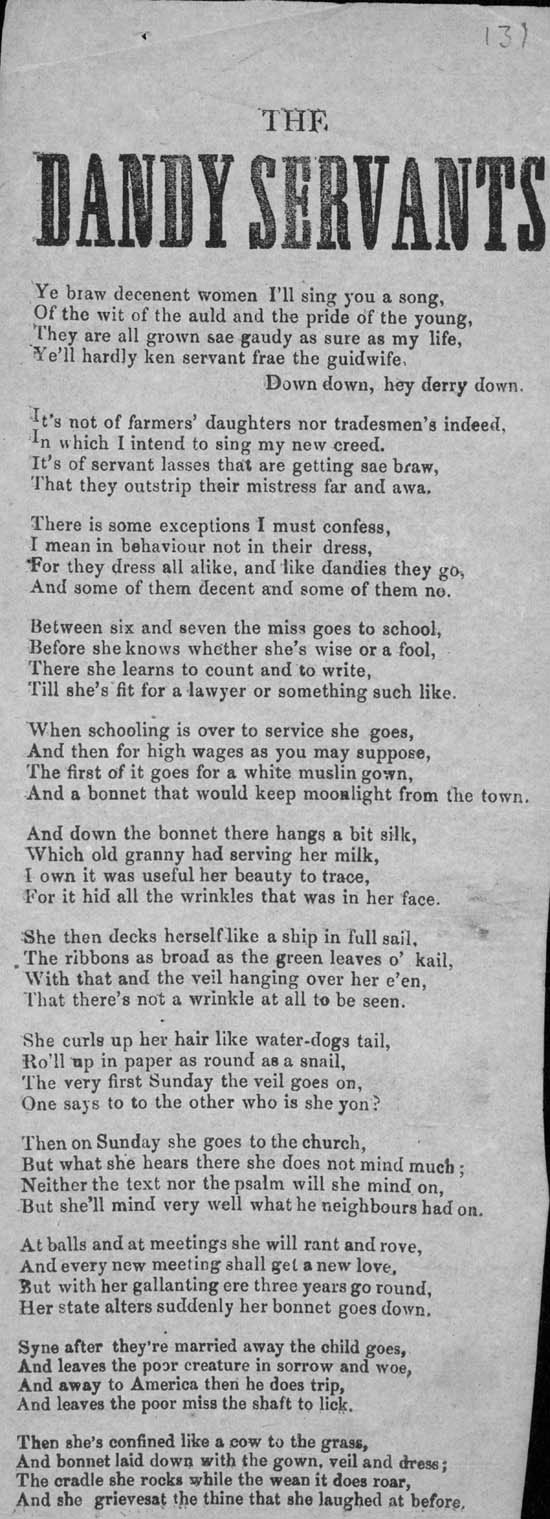 139
THE
DANDY SERVANTS
Ye braw decenent women I'll sing you a song,
Of the wit of the auld and the pride of the young,
They are all grown sae gaudy as sure as my life,
Ye'll hardly ken servant frae the guidwife.
Down down, hey derry down.
It's not of farmers' daughters nor tradesmen's indeed,
In which I intend to sing my new creed.
It's of servant lasses that are getting sae braw,
That they outstrip their mistress far and awa.
There is some exceptions I must confess,
I mean in behaviour not in their dress,
For they dress all alike, and like dandies they go,
And some of them decent and some of them no.
Between six and seven the miss goes to school,
Before she knows whether she's wise or a fool,
There she learns to count and to write,
Till she's fit for a lawyer or something such like.
When schooling is over to service she goes,
And then for high wages as you may suppose,
The first of it goes for a white muslin gown,
And a bonnet that would keep moonlight from the town.
And down the bonnet there hangs a bit silk,
Which old granny had serving her milk,
I own it was useful her beauty to trace,
For it hid all the wrinkles that was in her face.
She then decks herself like a ship in full sail,
The ribbons as broad as the green leaves o' kail,
With that and the veil hanging over her e'en,
That there's not a wrinkle at all to be seen.
She curls up her hair like water-dogs tail,
Ro'll up in paper as round as a snail,
The very first Sunday the veil goes on,
One says to to the other who is she yon?
Then on Sunday she goes to the church,
But what she hears there she does not mind much;
Neither the text nor the psalm will she mind on,
But she'll mind very well what he neighbours had on.
At balls and at meetings she will rant and rove,
And every new meeting shall get a new love,
But with her gallanting ere three years go round,
Her state alters suddenly her bonnet goes down.
Syne after they're married away the child goes,
And leaves the poor creature in sorrow and woe,
And away to America then he does trip,
And leaves the poor miss the shaft to lick.
Then she's confined like a cow to the grass,
And bonnet laid down with the gown, veil and dress;
The cradle she rocks while the wean it does roar,
And she grievesat the thine that she laughed at before.